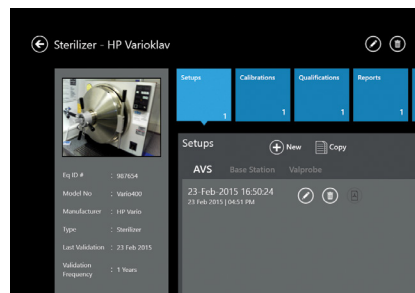 Sterilizer - HP Varioklav
Setups
1
Calibrations
1
Qualifications
1
Reports
1
Setups
New
Copy
AVS Base Station Valprobe
23-Feb-2015 16:50:24
23 Feb 2015 | 04:51 PM
Eq ID # : 987654
Model No : Vario400
Manufacturer : HP Vario
Type : Sterilizer
Last Validation : 23 Feb 2015
Validation
Frequency : 1 Years